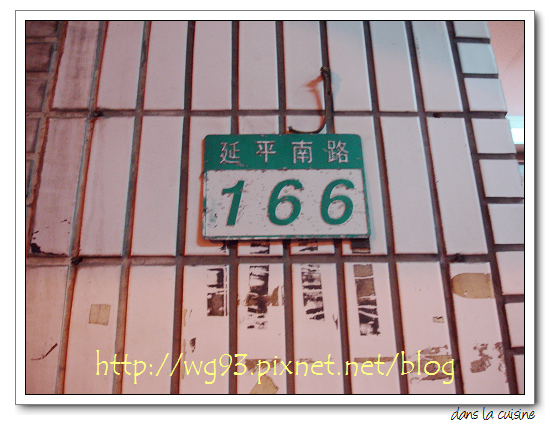 延平南路
166
http://wg93.pixnet.net/blog
dans la cuisine